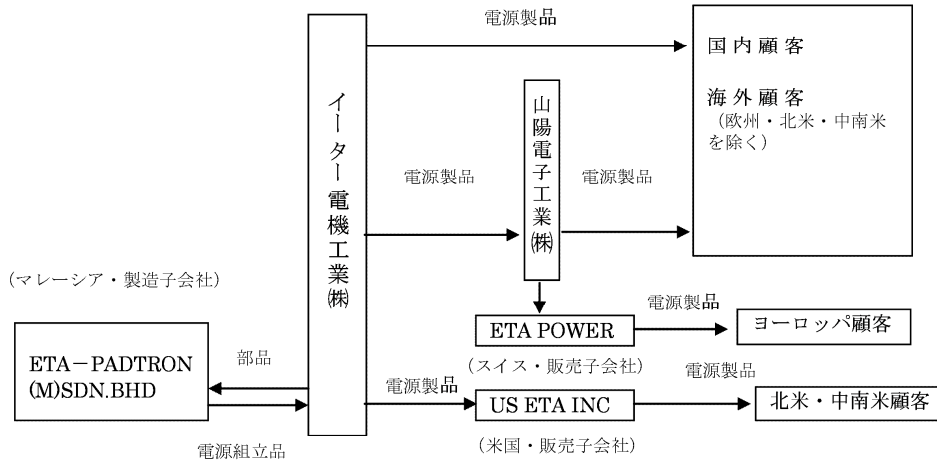 電源製品
国内顧客
海外顧客
（欧州・北米・中南米
を除く）
イーター電機工業㈱
山陽電子工業㈱
電源製品
電源製品
（マレーシア・製造子会社）
ETA－PADTRON
(M)SDN.BHD
部品
電源組立品
ETA POWER
（スイス・販売子会社）
電源製品
ヨーロッパ顧客
電源製品
US ETA INC
（米国・販売子会社）
電源製品
北米・中南米顧客